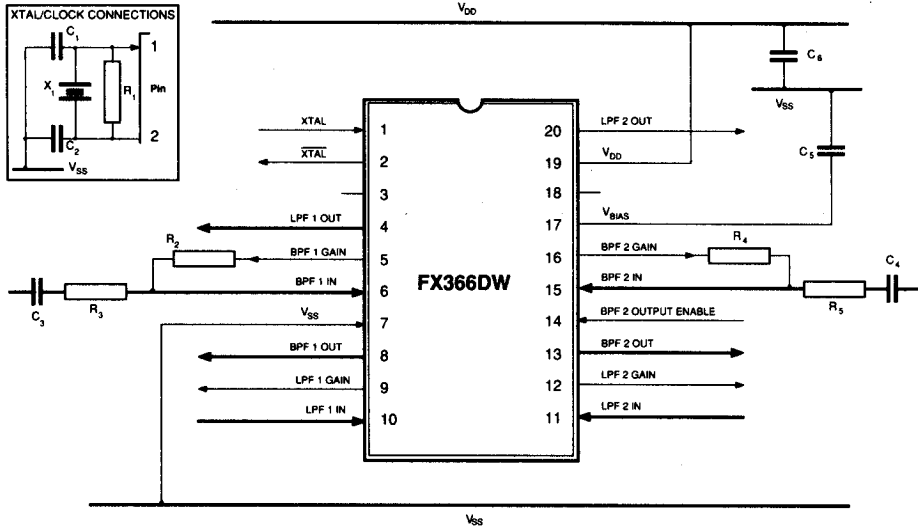 XTAL/CLOCK CONNECTIONS
C1
1
X1
R1
Pin
C2
2
VSS
VDD
C6
VSS
C5
XTAL
1
XTAL
2
3
LPF 1 OUT
4
R2
BPF 1 GAIN
5
BPF 1 IN
6
C3
R3
VSS
7
BPF 1 OUT
8
LPF 1 GAIN
9
LPF 1 IN
10
FX366DW
20
LPF 2 OUT
19
VDD
18
17
VBIAS
16
BPF 2 GAIN
R4
C4
15
BPF 2 IN
R5
14
BPF 2 OUTPUT ENABLE
13
BPF 2 OUT
12
LPF 2 GAIN
11
LPF 2 IN
VSS